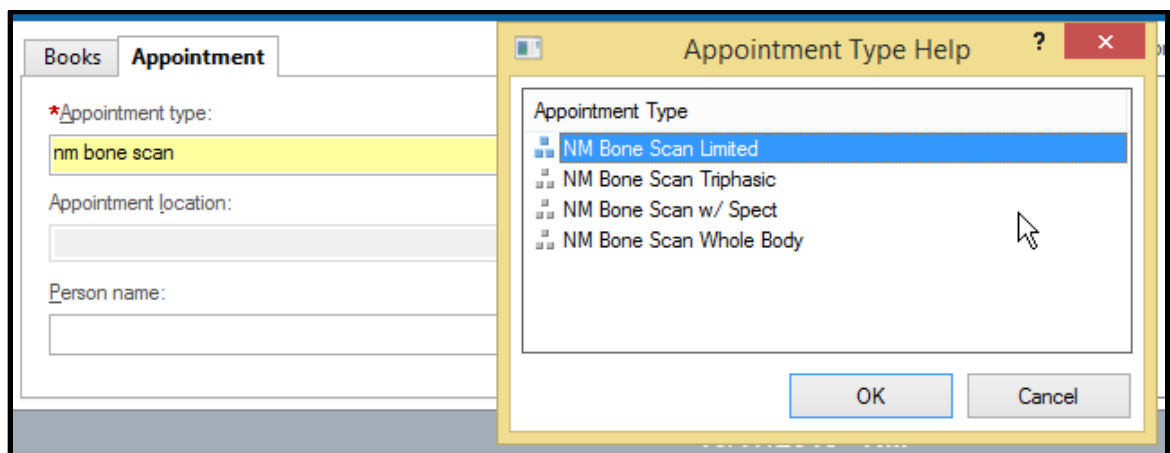 Books Appointment
*Appointment type:
nm bone scan
Appointment location:
Person name:
Appointment Type Help ? ×
Appointment Type
NM Bone Scan Limited
NM Bone Scan Triphasic
NM Bone Scan w/ Spect
NM Bone Scan Whole Body
OK Cancel